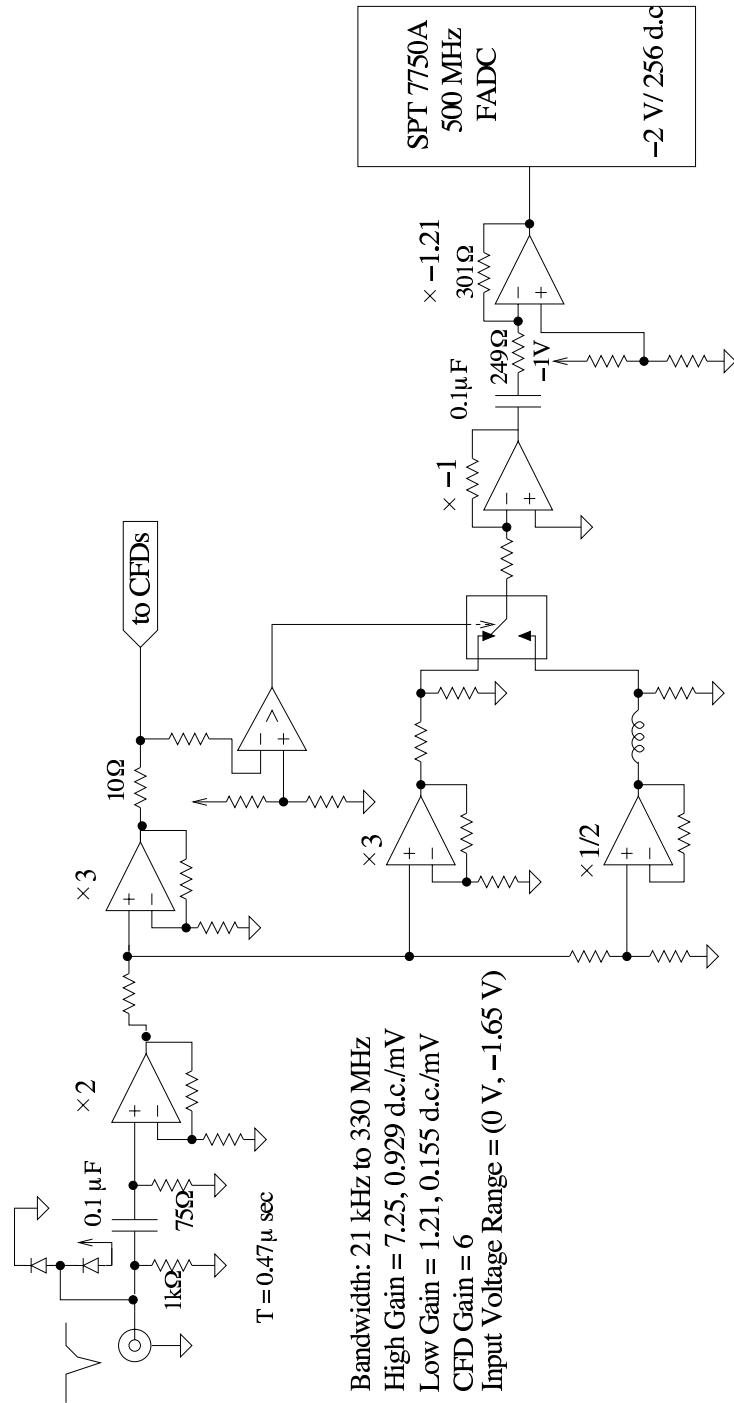 0.1 μF
1kΩ
75Ω
T = 0.47μ sec
× 2
+
−
× 3
+
−
10Ω
to CFDs
−
+
>
× 3
+
−
× 1/2
+
−
× −1
−
+
0.1μF
249Ω
−1V
× −1.21
301Ω
−
+
SPT 7750A
500 MHz
FADC
−2 V/ 256 d.c
Bandwidth: 21 kHz to 330 MHz
High Gain = 7.25, 0.929 d.c./mV
Low Gain = 1.21, 0.155 d.c./mV
CFD Gain = 6
Input Voltage Range = (0 V, −1.65 V)